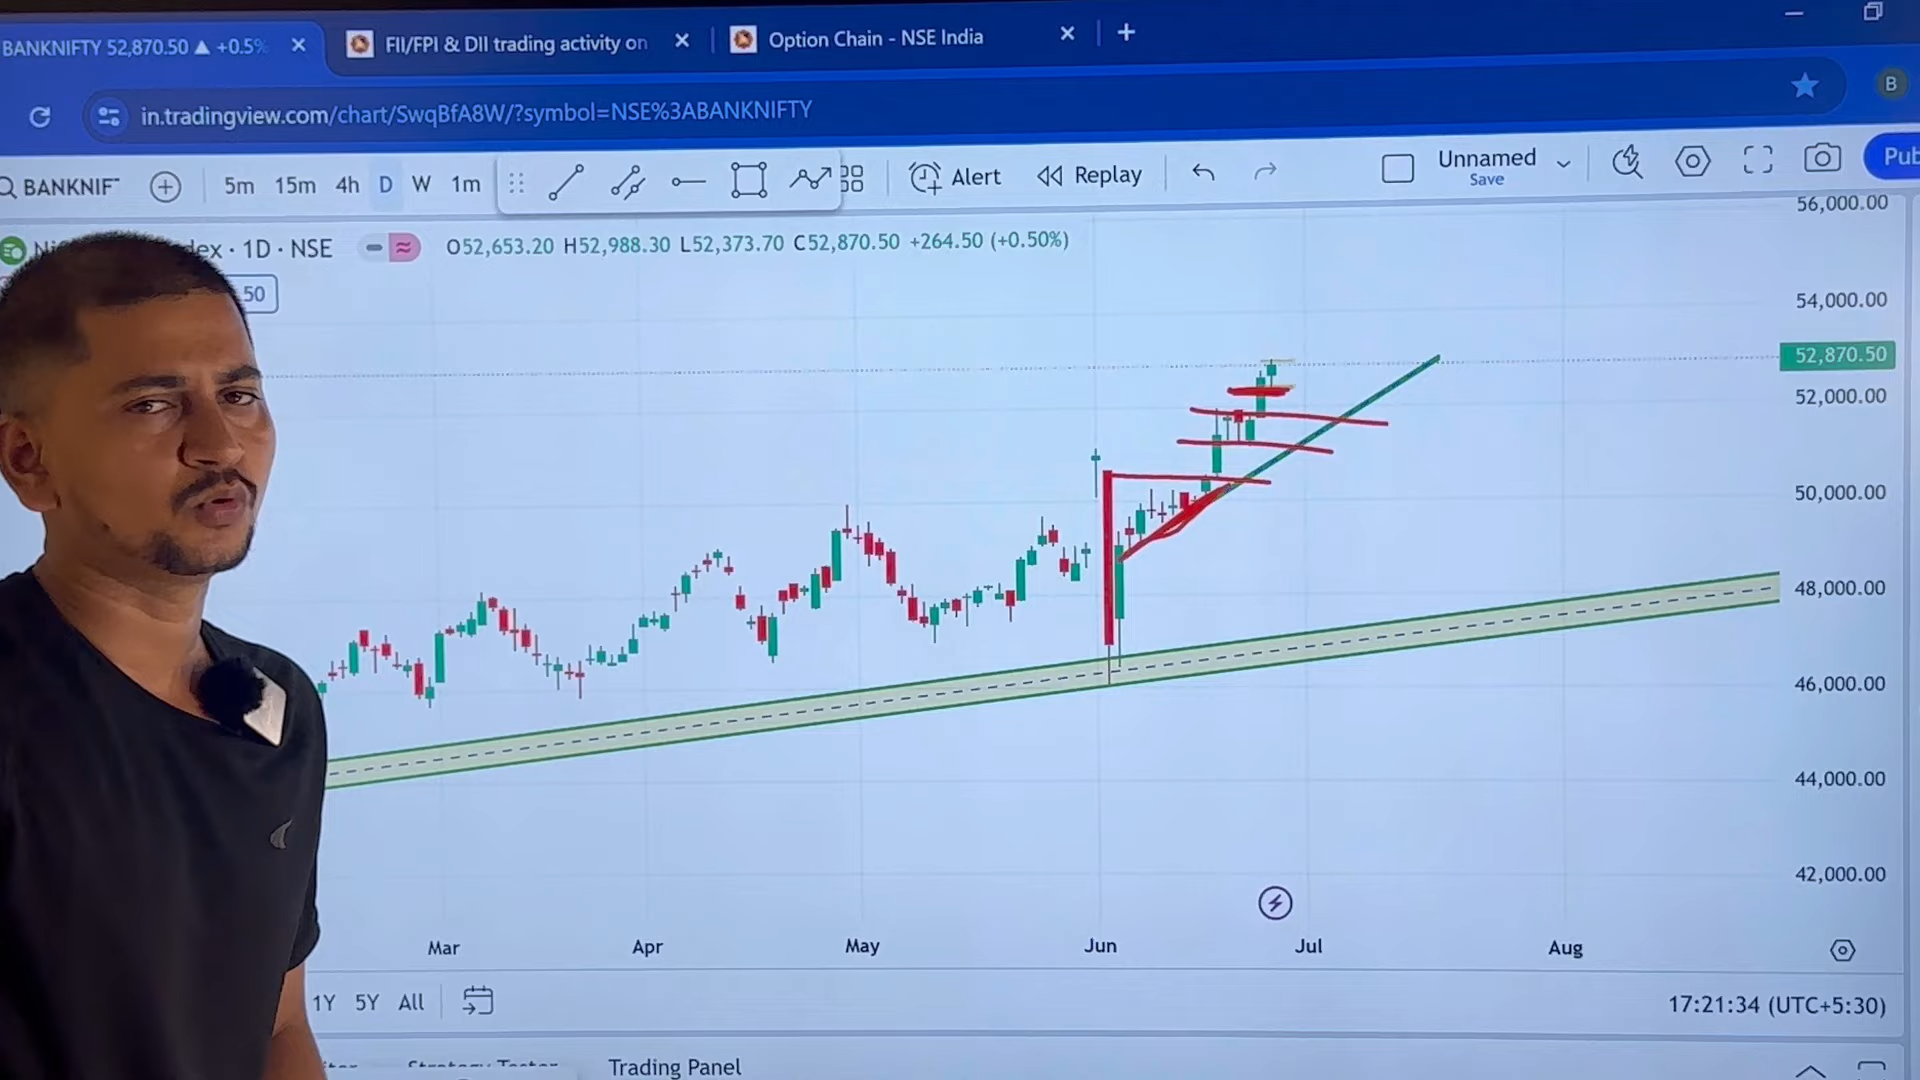 BANKNIFTY 52,870.50 ▲ +0.5%
FII/FPI & DII trading activity on
Option Chain - NSE India
B
in.tradingview.com/chart/SwqBfA8W/?symbol=NSE%3ABANKNIFTY
BANKNIF
5m 15m 4h D W 1m
Alert
Replay
Unnamed
Save
Pub
ex · 1D · NSE
O52,653.20 H52,988.30 L52,373.70 C52,870.50 +264.50 (+0.50%)
.50
56,000.00
54,000.00
52,870.50
52,000.00
50,000.00
48,000.00
46,000.00
44,000.00
42,000.00
Mar Apr May Jun Jul Aug
1Y 5Y All
17:21:34 (UTC+5:30)
Trading Panel